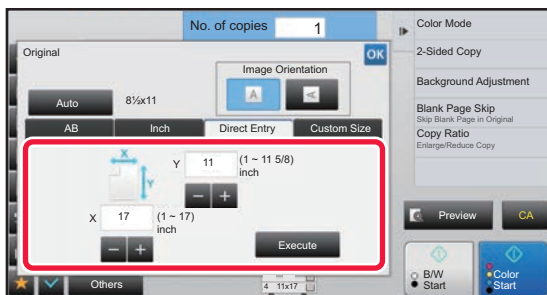 No. of copies 1
Original
OK
Image Orientation
A A
Auto 8½x11
AB Inch Direct Entry Custom Size
X
Y
Y 11 (1 ~ 11 5/8)
inch
- +
X 17 (1 ~ 17)
inch
- +
Execute
Others
4 11x17
Color Mode
2-Sided Copy
Background Adjustment
Blank Page Skip
Skip Blank Page in Original
Copy Ratio
Enlarge/Reduce Copy
Preview CA
B/W
Start
Color
Start